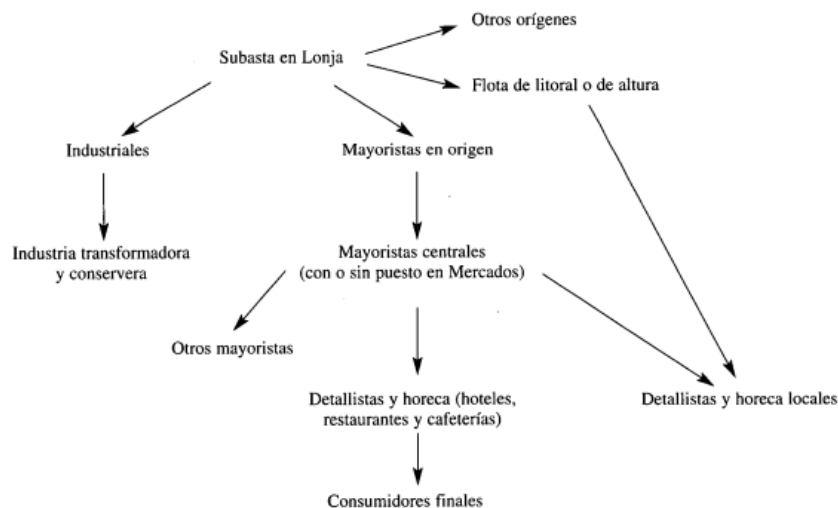 Otros orígenes
Subasta en Lonja
Flota de litoral o de altura
Industriales
Mayoristas en origen
Industria transformadora
y conservera
Mayoristas centrales
(con o sin puesto en Mercados)
Otros mayoristas
Detallistas y horeca (hoteles,
restaurantes y cafeterías)
Detallistas y horeca locales
Consumidores finales